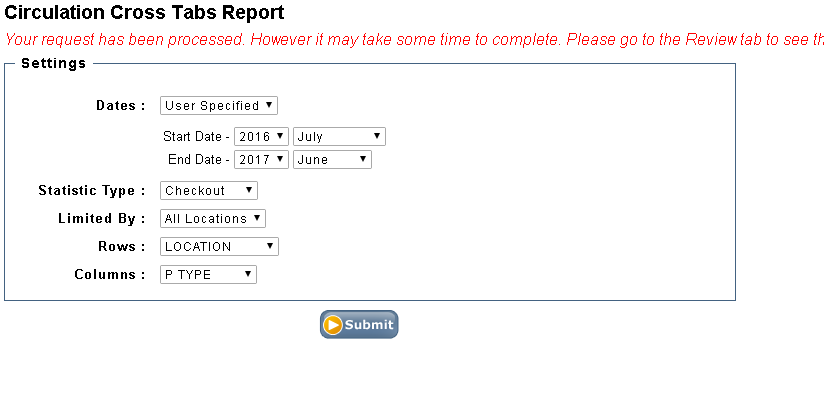 Circulation Cross Tabs Report
Your request has been processed. However it may take some time to complete. Please go to the Review tab to see
Settings
Dates : User Specified
Start Date - 2016 July
End Date - 2017 June
Statistic Type : Checkout
Limited By : All Locations
Rows : LOCATION
Columns : P TYPE
Submit